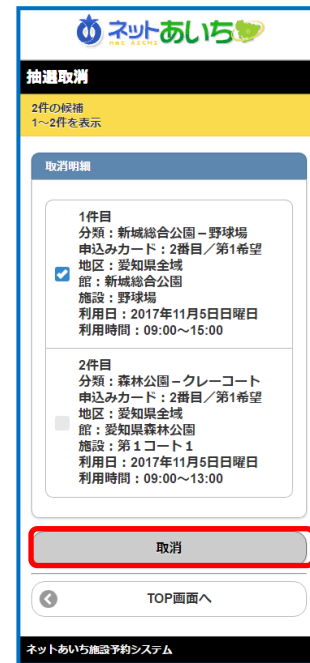 ネットあいち
NET AICHI
抽選取消
2件の候補
1～2件を表示
取消明細
1件目
分類：新城総合公園－野球場
申込みカード：2番目／第1希望
地区：愛知県全域
館：新城総合公園
施設：野球場
利用日：2017年11月5日日曜日
利用時間：09:00～15:00
2件目
分類：森林公園－クレーコート
申込みカード：2番目／第1希望
地区：愛知県全域
館：愛知県森林公園
施設：第１コート１
利用日：2017年11月5日日曜日
利用時間：09:00～13:00
取消
TOP画面へ
ネットあいち施設予約システム